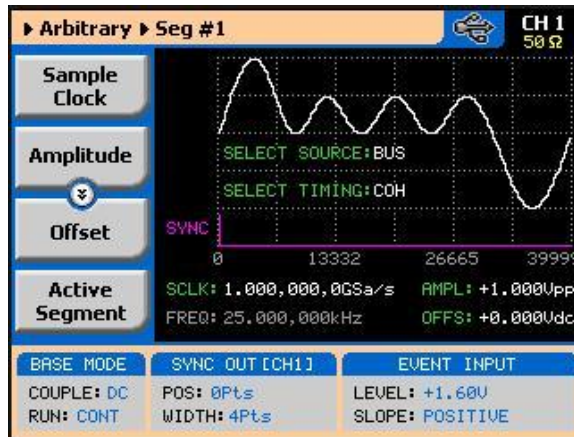 Arbitrary Seg #1
CH 1
50 Ω
Sample
Clock
Amplitude
Offset
Active
Segment
SELECT SOURCE:BUS
SELECT TIMING:COH
SYNC
0 13332 26665 39999
SCLK: 1.000,000,0GSa/s AMPL: +1.000Vpp
FREQ: 25.000,000kHz OFFS: +0.000Vdc
BASE MODE SYNC OUT [CH1] EVENT INPUT
COUPLE: DC POS: 0Pts LEVEL: +1.60V
RUN: CONT WIDTH: 4Pts SLOPE: POSITIVE